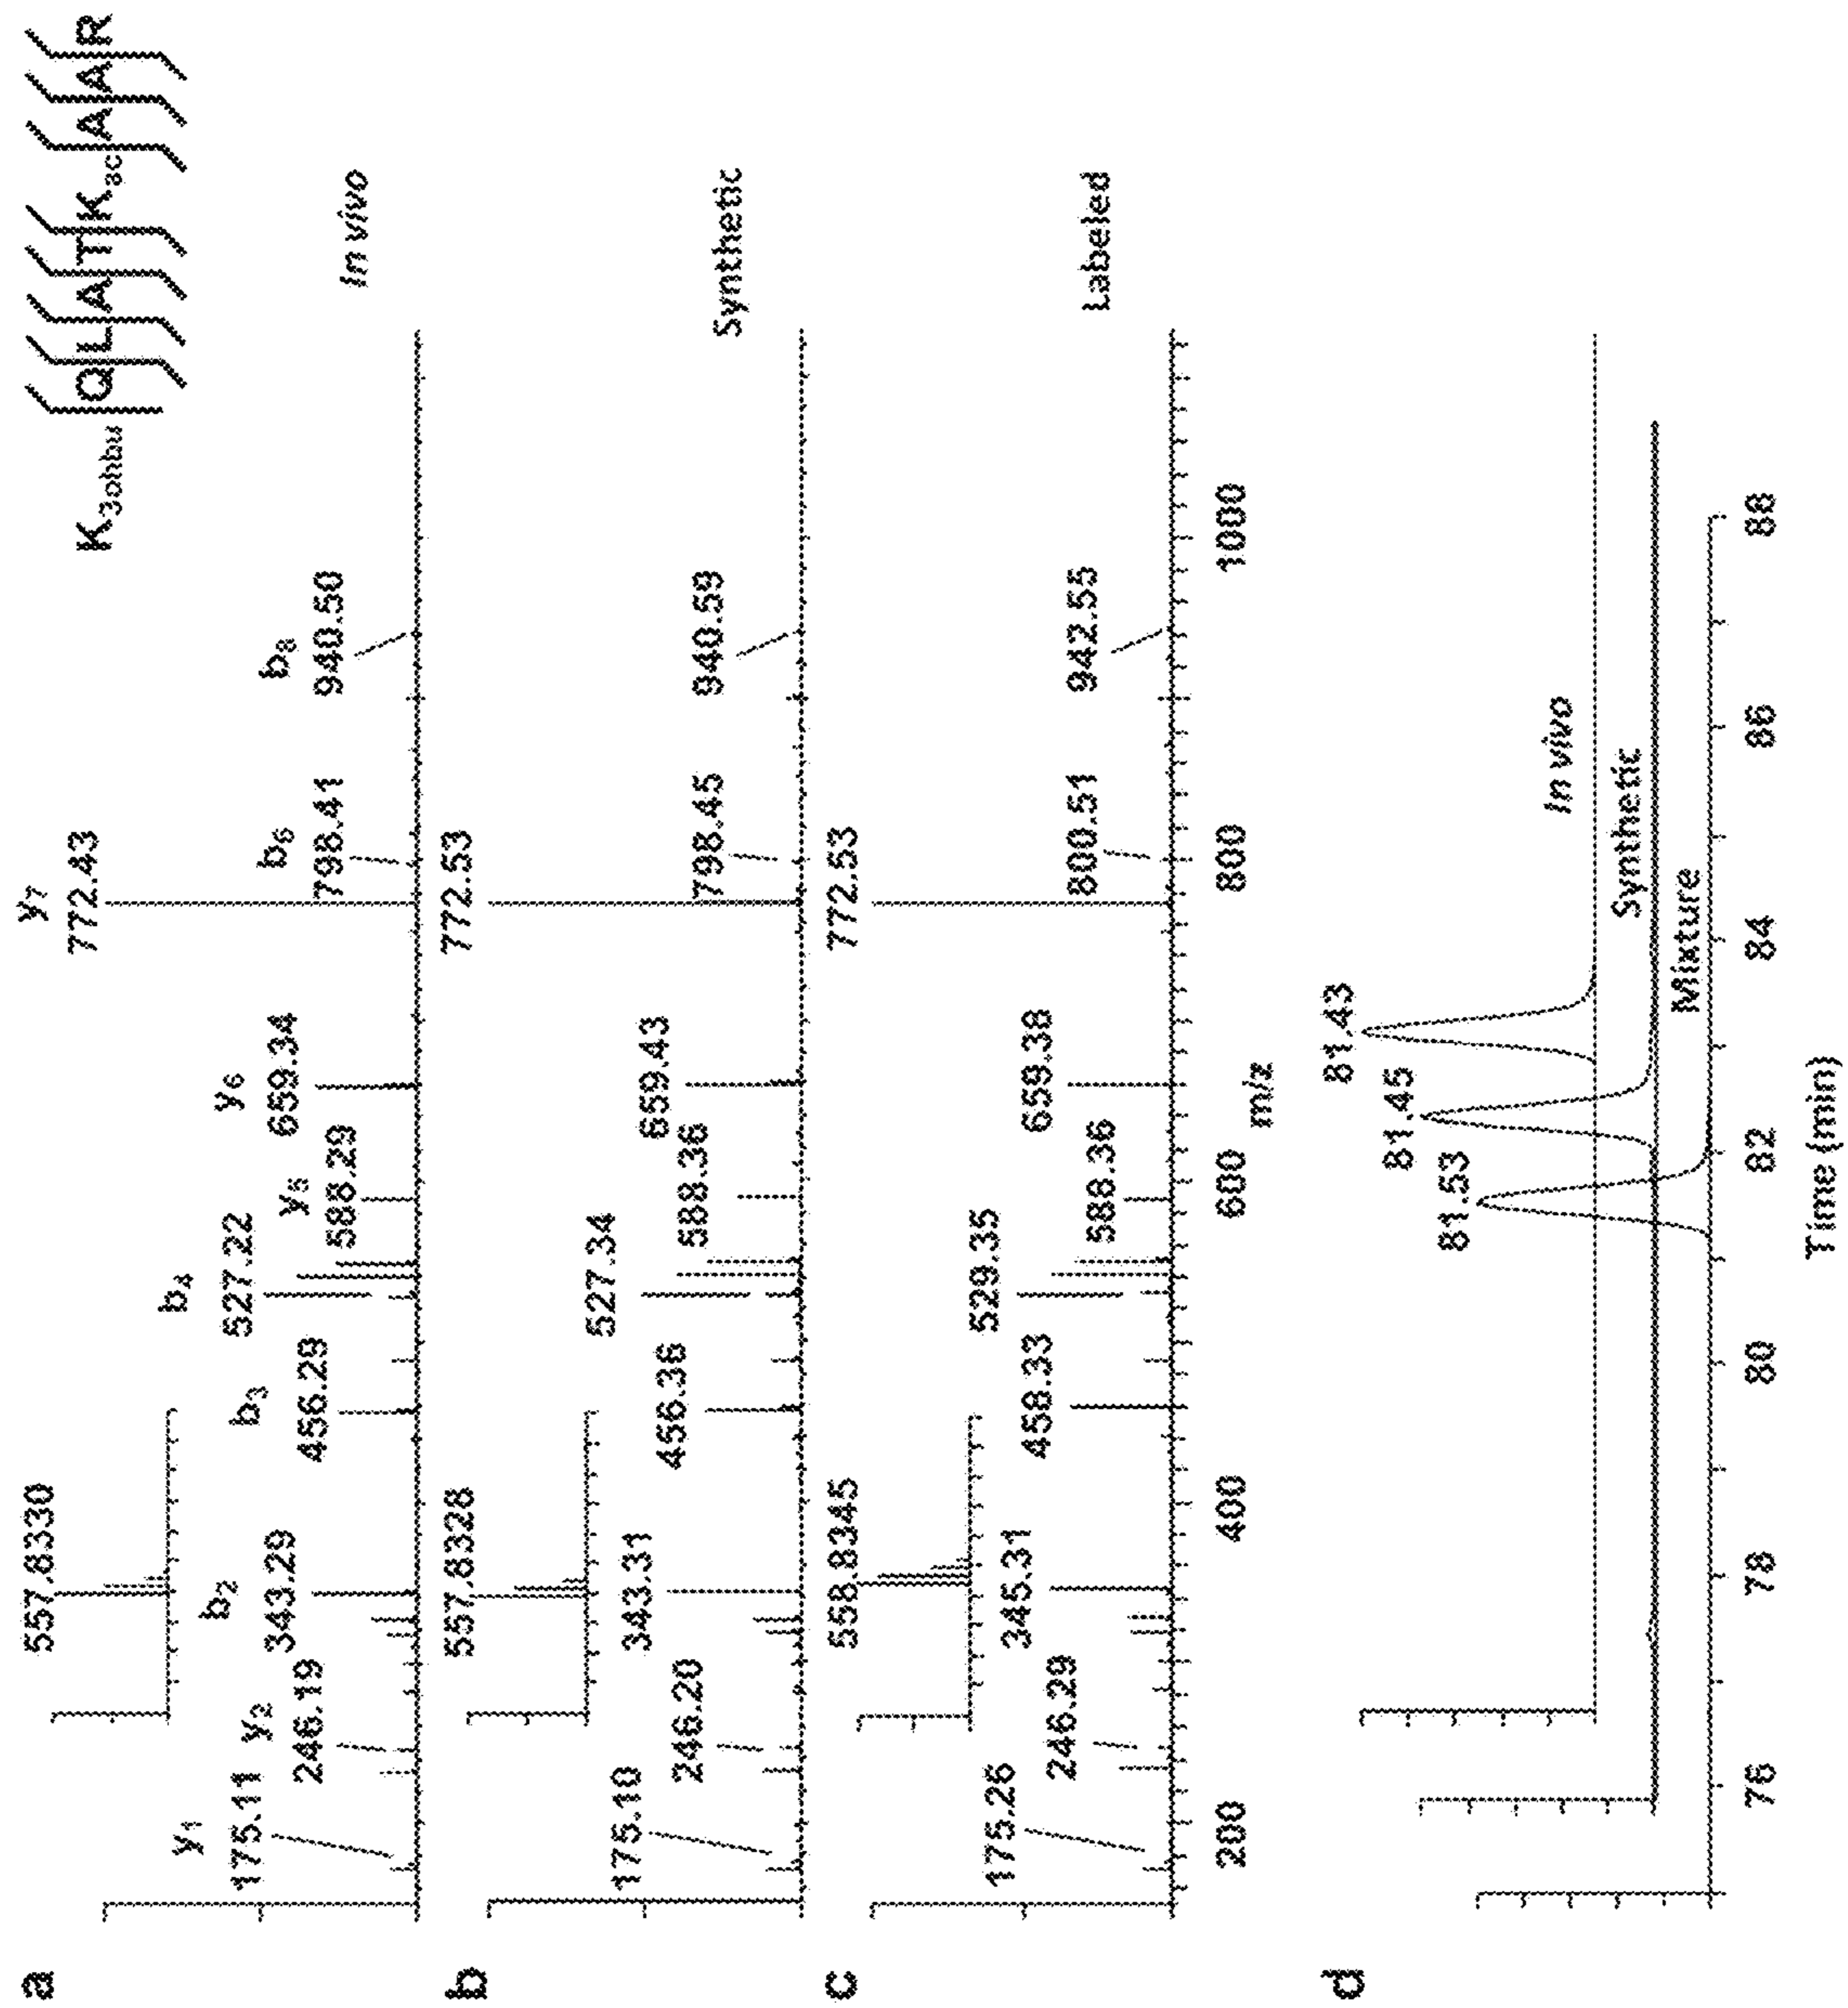 K3ohbu QLATKacAAR
a
In vivo
y7
772.43
557.8330
b4
527.22
y6
659.34
b2
343.29
b3
456.29
y5
588.29
b6
798.41
b8
940.50
y1
175.11
y2
246.19
b
Synthetic
772.53
557.8328
527.34
659.43
343.31
456.36
588.36
798.45
940.59
175.10
246.20
c
Labeled
772.53
558.8345
529.35
659.38
345.31
458.33
588.36
800.51
942.55
175.26
246.29
200 400 600 800 1000
m/z
d
81.43
In vivo
81.45
Synthetic
81.53
Mixture
76 78 80 82 84 86 88
Time (min)